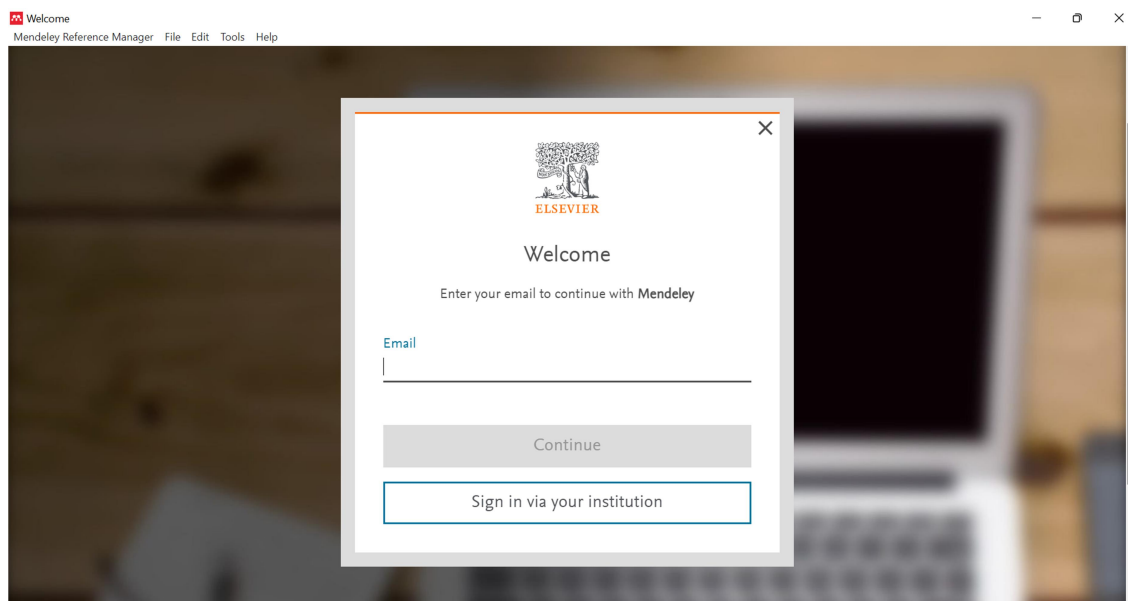 Welcome
Mendeley Reference Manager File Edit Tools Help
ELSEVIER
Welcome
Enter your email to continue with Mendeley
Email
Continue
Sign in via your institution